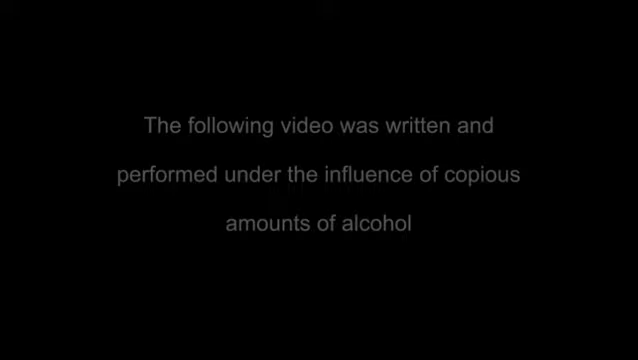 The following video was written and
performed under the influence of copious
amounts of alcohol